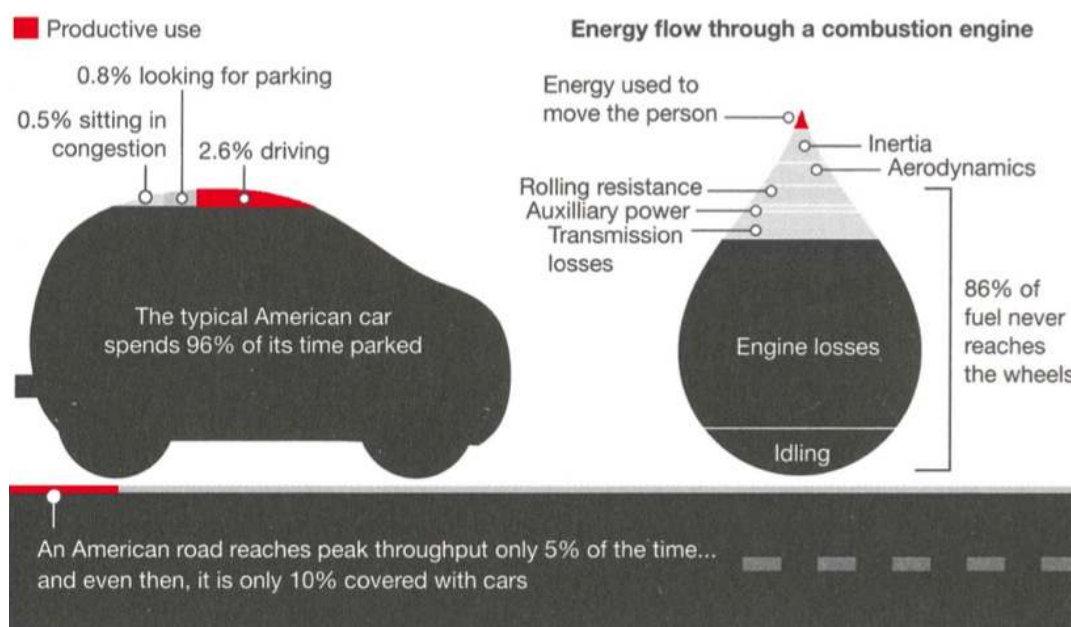 Productive use
0.8% looking for parking
0.5% sitting in
congestion
2.6% driving
The typical American car
spends 96% of its time parked
Energy flow through a combustion engine
Energy used to
move the person
Inertia
Aerodynamics
Rolling resistance
Auxilliary power
Transmission
losses
Engine losses
Idling
86% of
fuel never
reaches
the wheels
An American road reaches peak throughput only 5% of the time...
and even then, it is only 10% covered with cars